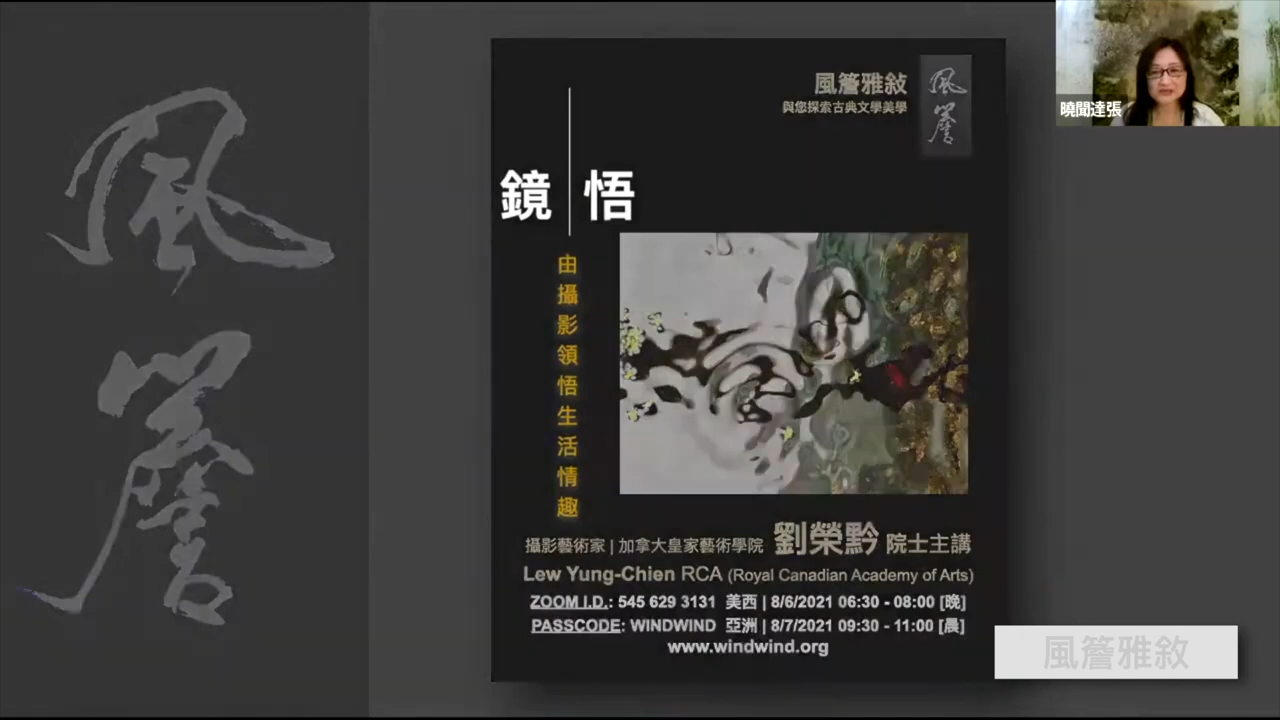 風簷
風簷雅敘
與您探索古典文學美學
風簷
鏡悟
由攝影領悟生活情趣
攝影藝術家 | 加拿大皇家藝術學院 劉榮黔 院士主講
Lew Yung-Chien RCA (Royal Canadian Academy of Arts)
ZOOM I.D.: 545 629 3131 美西 | 8/6/2021 06:30 - 08:00 [晚]
PASSCODE: WINDWIND 亞洲 | 8/7/2021 09:30 - 11:00 [晨]
www.windwind.org
曉聞達張
風簷雅敘